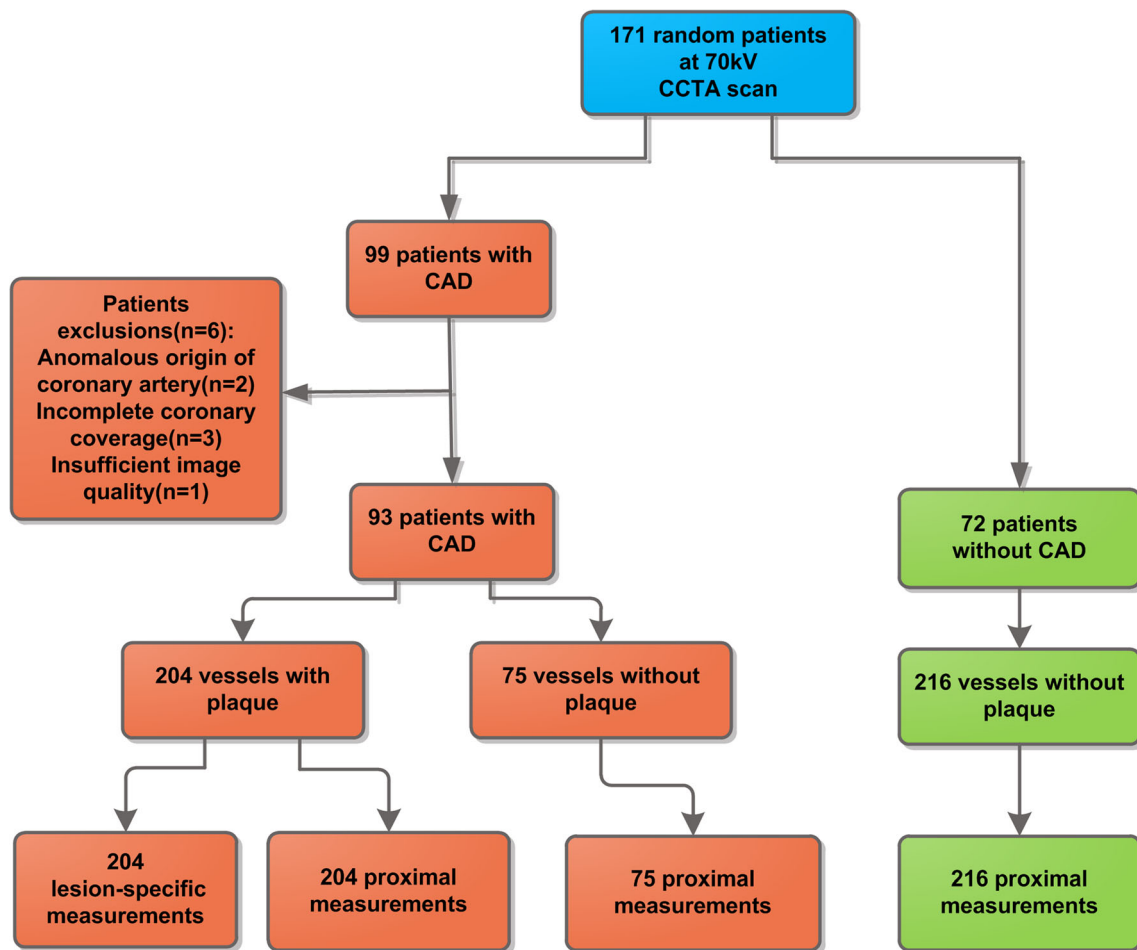 171 random patients
at 70kV
CCTA scan
99 patients with
CAD
Patients
exclusions(n=6):
Anomalous origin of
coronary artery(n=2)
Incomplete coronary
coverage(n=3)
Insufficient image
quality(n=1)
93 patients with
CAD
72 patients
without CAD
204 vessels with
plaque
75 vessels without
plaque
216 vessels without
plaque
204
lesion-specific
measurements
204 proximal
measurements
75 proximal
measurements
216 proximal
measurements